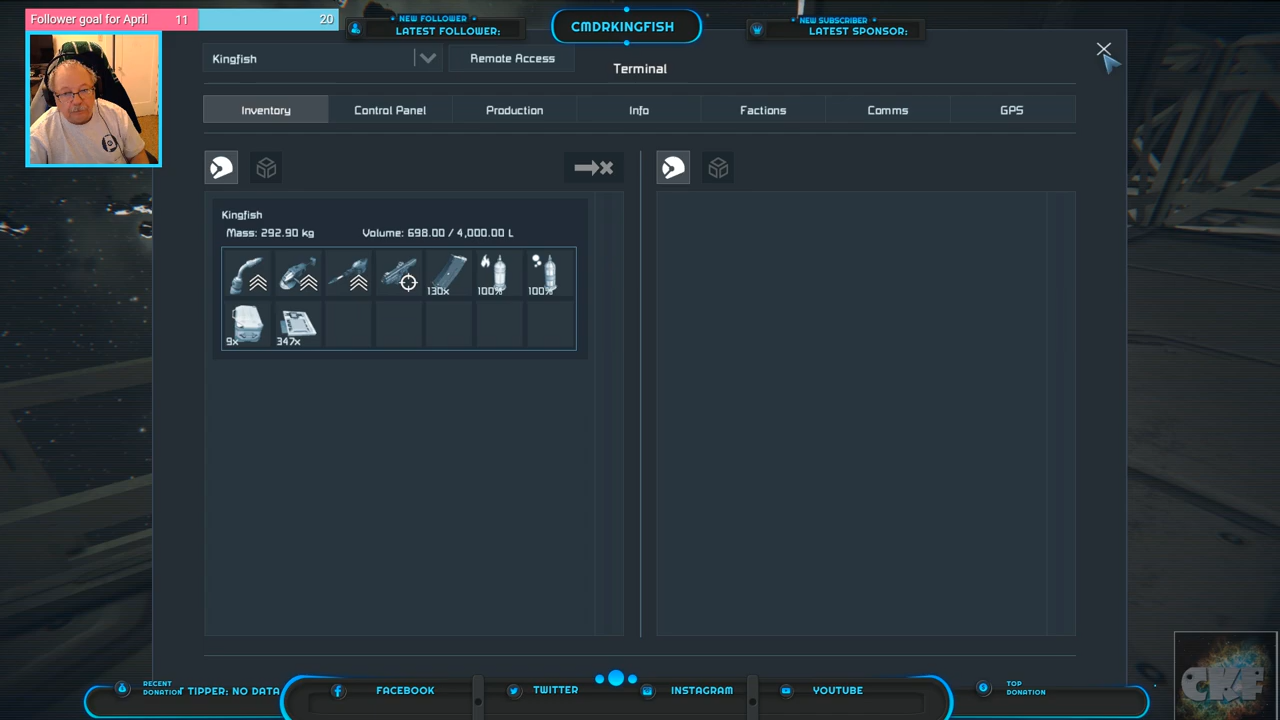 Follower goal for April 11 20
NEW FOLLOWER
LATEST FOLLOWER:
CMDRKINGFISH
NEW SUBSCRIBER
LATEST SPONSOR:
Kingfish
Remote Access
Terminal
Inventory
Control Panel
Production
Info
Factions
Comms
GPS
Kingfish
Mass: 292.90 kg Volume: 698.00 / 4,000.00 L
130x 100% 100%
9x 347x
RECENT DONATION
TIPPER: NO DATA
FACEBOOK
TWITTER
INSTAGRAM
YOUTUBE
TOP DONATION
CKF